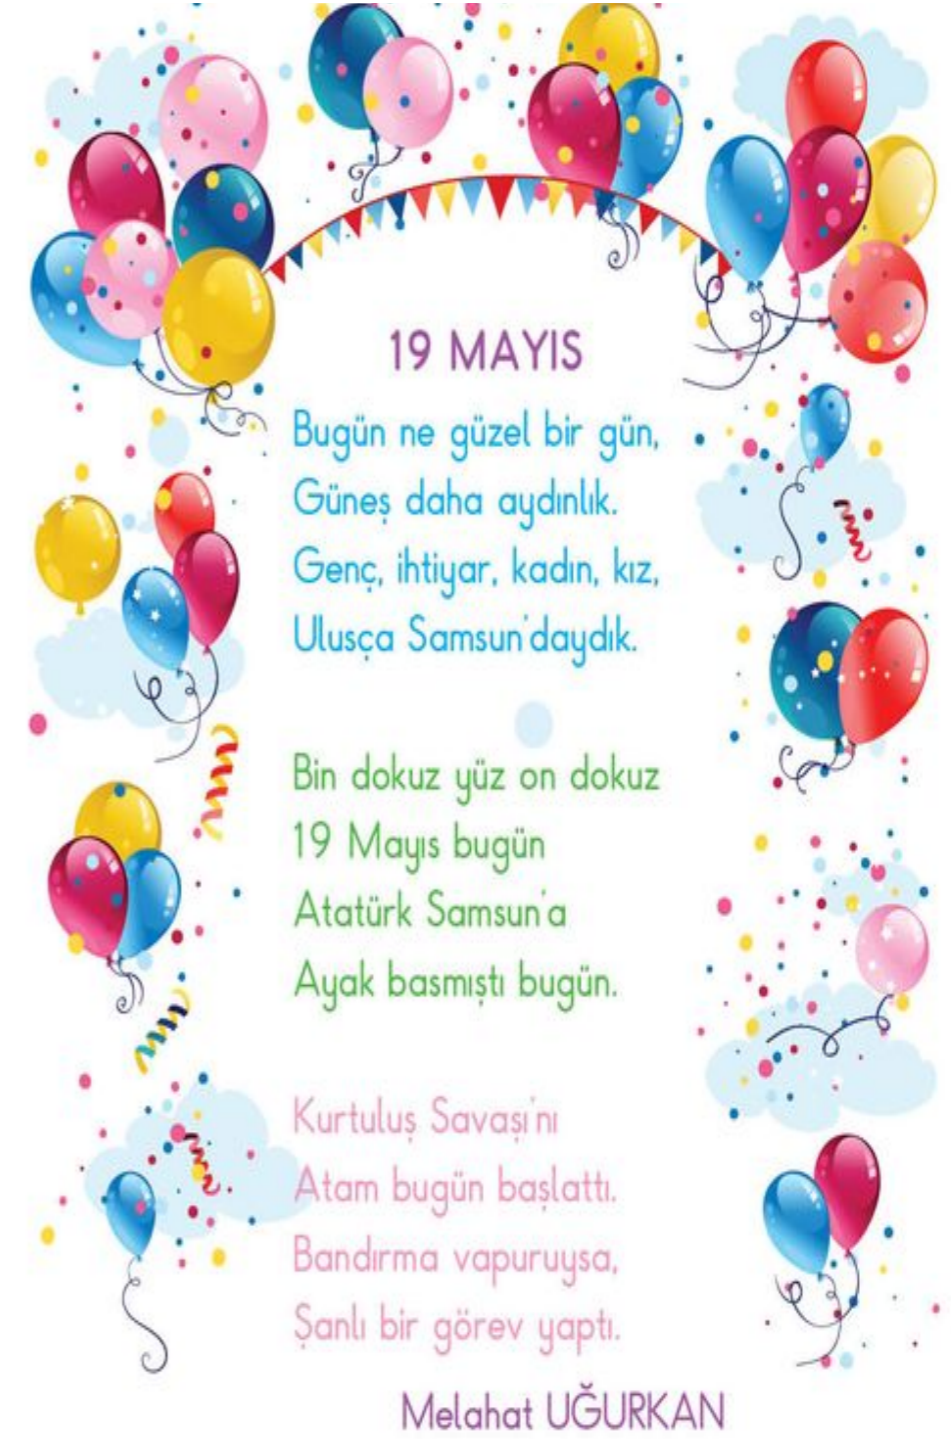 19 MAYIS
Bugün ne güzel bir gün,
Güneş daha aydınlık.
Genç, ihtiyar, kadın, kız,
Ulusça Samsun'daydık.
Bin dokuz yüz on dokuz
19 Mayıs bugün
Atatürk Samsun'a
Ayak basmıştı bugün.
Kurtuluş Savaşı'nı
Atam bugün başlattı.
Bandırma vapuruysa,
Şanlı bir görev yaptı.
Melahat UĞURKAN